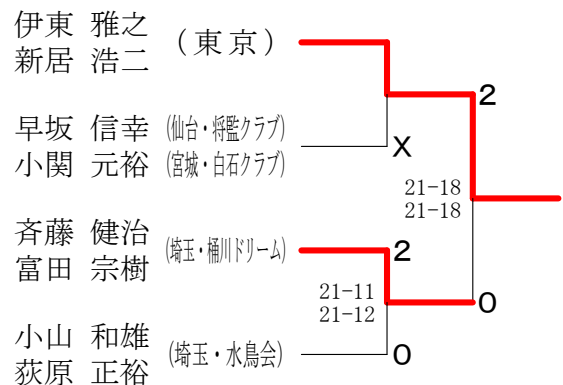 伊東 雅之
新居 浩二
(東京)
2
早坂 信幸 (仙台・将監クラブ)
小関 元裕 (宮城・白石クラブ)
X
21-18
21-18
斉藤 健治
富田 宗樹
(埼玉・桶川ドリーム)
2
21-11
21-12
0
小山 和雄
荻原 正裕
(埼玉・水鳥会)
0